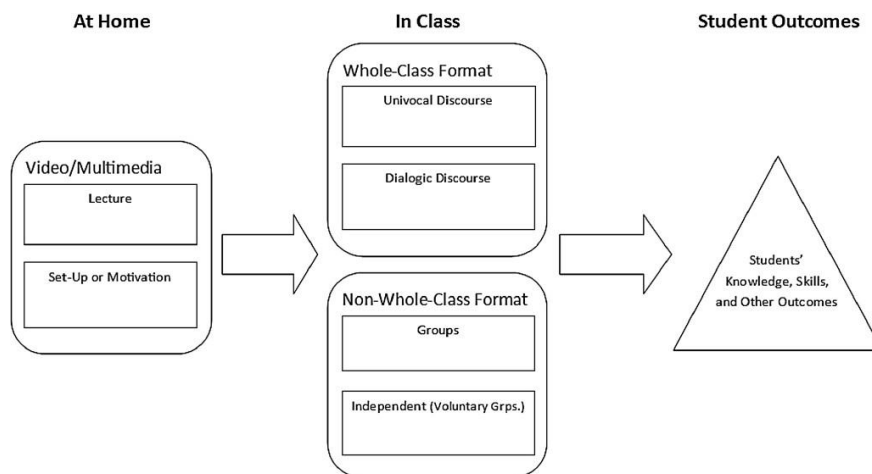 At Home
In Class
Student Outcomes
Video/Multimedia
Lecture
Set-Up or Motivation
Whole-Class Format
Univocal Discourse
Dialogic Discourse
Non-Whole-Class Format
Groups
Independent (Voluntary Grps.)
Students’
Knowledge, Skills,
and Other Outcomes